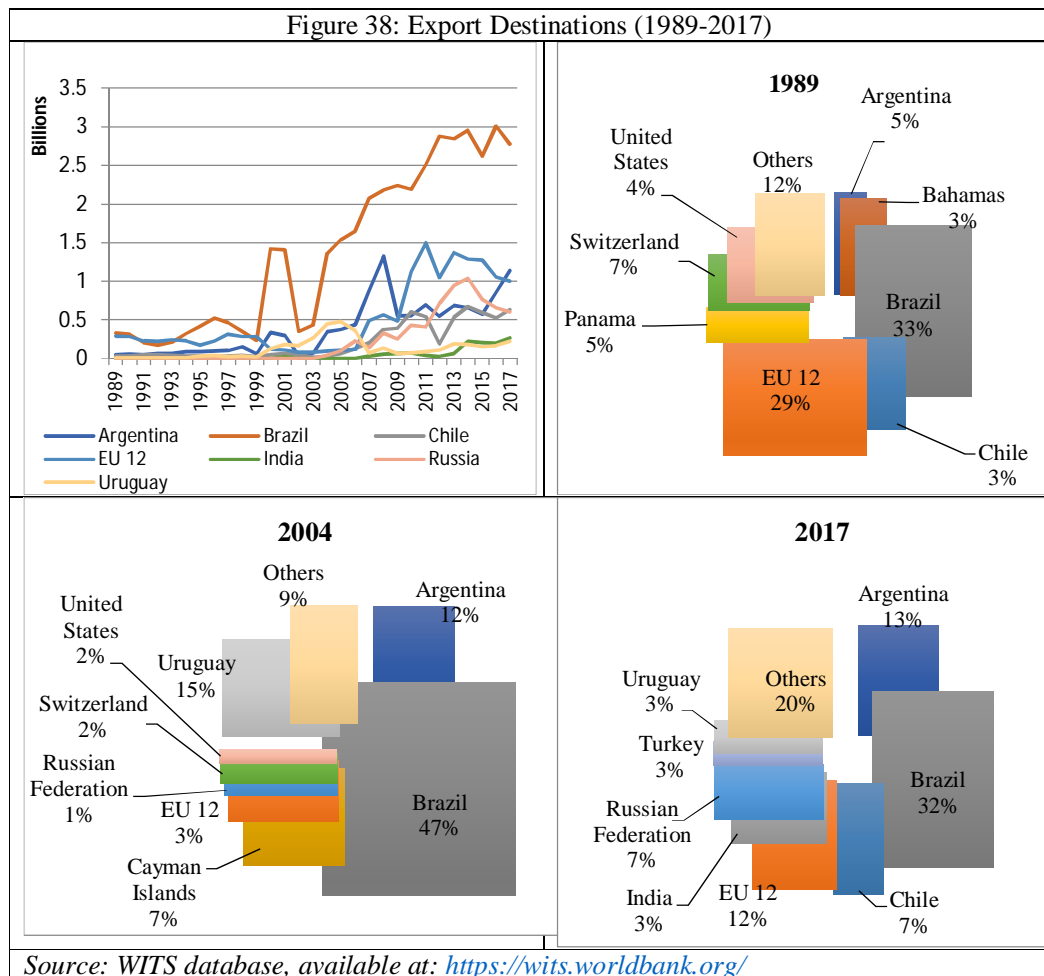 Figure 38: Export Destinations (1989-2017)
Billions
3.5
3
2.5
2
1.5
1
0.5
0
1989
1991
1993
1995
1997
1999
2001
2003
2005
2007
2009
2011
2013
2015
2017
Argentina
Brazil
Chile
EU 12
India
Russia
Uruguay
1989
Argentina
5%
United
States
4%
Others
12%
Bahamas
3%
Switzerland
7%
Brazil
33%
Panama
5%
EU 12
29%
Chile
3%
2004
Others
9%
Argentina
12%
United
States
2%
Uruguay
15%
Switzerland
2%
Russian
Federation
1%
EU 12
3%
Brazil
47%
Cayman
Islands
7%
2017
Argentina
13%
Uruguay
3%
Others
20%
Turkey
3%
Brazil
32%
Russian
Federation
7%
India
3%
EU 12
12%
Chile
7%
Source: WITS database, available at: https://wits.worldbank.org/